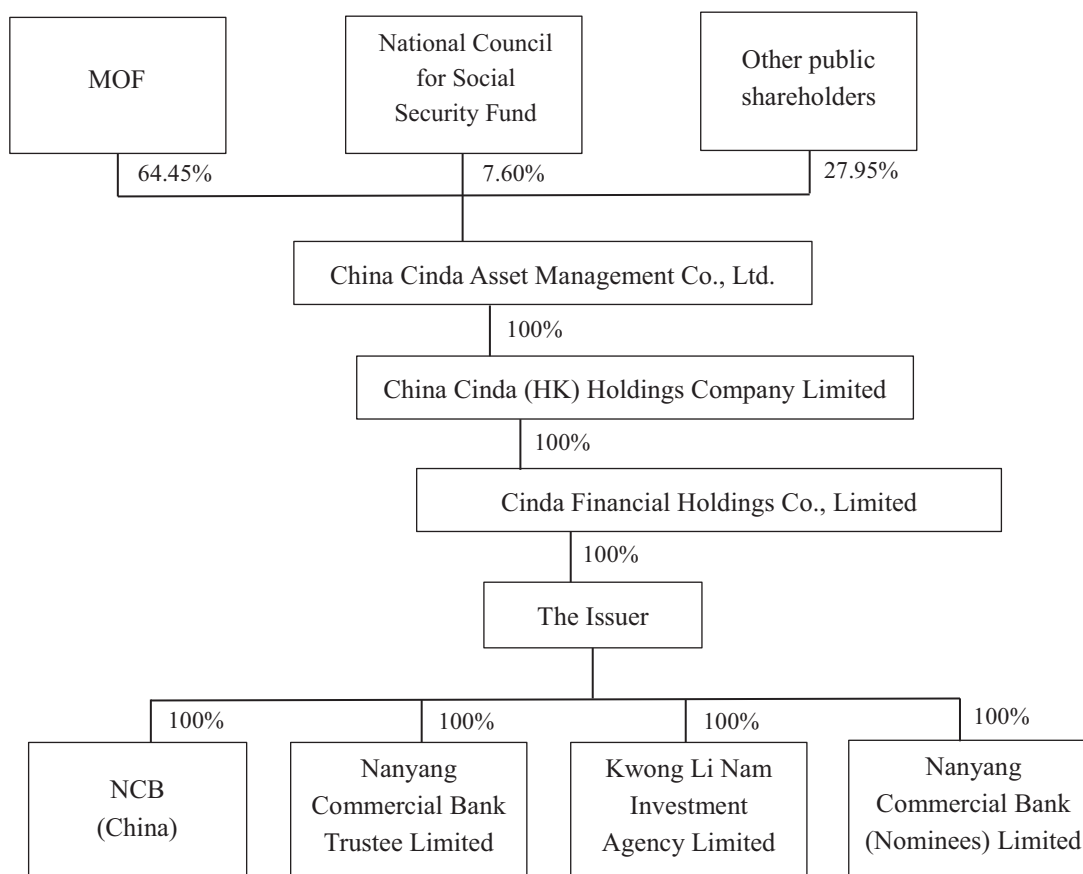 MOF
National Council
for Social
Security Fund
Other public
shareholders
64.45%
7.60%
27.95%
China Cinda Asset Management Co., Ltd.
100%
China Cinda (HK) Holdings Company Limited
100%
Cinda Financial Holdings Co., Limited
100%
The Issuer
100%
100%
100%
100%
NCB
(China)
Nanyang
Commercial Bank
Trustee Limited
Kwong Li Nam
Investment
Agency Limited
Nanyang
Commercial Bank
(Nominees) Limited